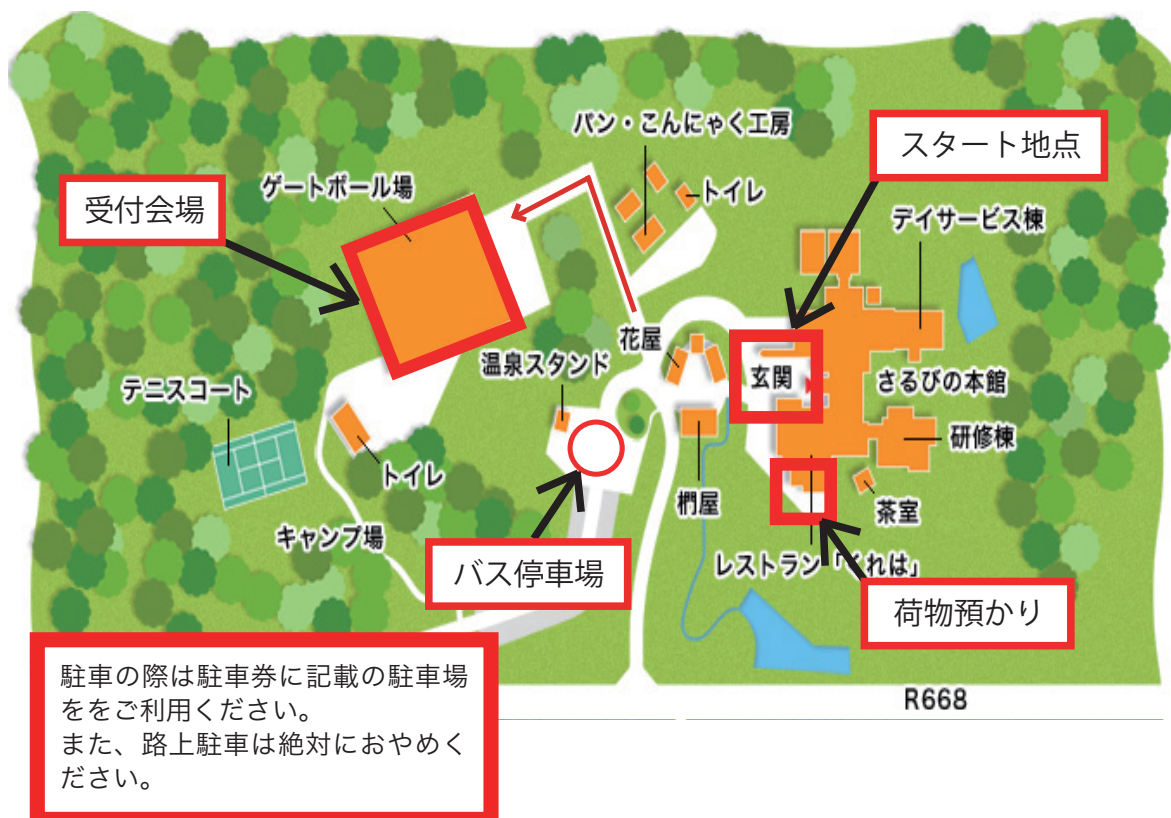 パン・こんにゃく工房
スタート地点
受付会場
ゲートボール場
トイレ
デイサービス棟
花屋
温泉スタンド
玄関
さるびの本館
テニスコート
研修棟
トイレ
椚屋
茶室
キャンプ場
バス停車場
レストラン「くれは」
荷物預かり
駐車の際は駐車券に記載の駐車場
ををご利用ください。
また、路上駐車は絶対におやめく
ださい。
R668